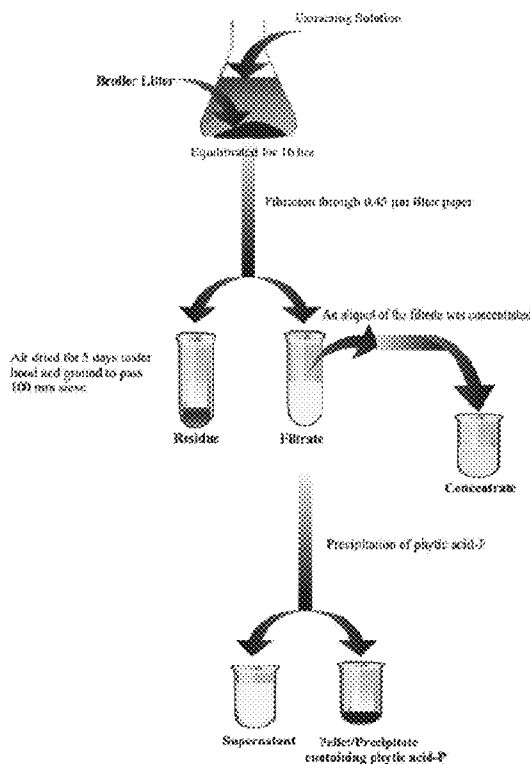 Extracting Solution
Broiler Litter
Equilibrated for 16 hrs
Filtration through 0.45 µm filter paper
An aliquot of the filtrate was concentrated
Air dried for 5 days under
hood and ground to pass
100 mm sieve
Residue
Filtrate
Concentrate
Precipitation of phytic acid-P
Supernatant
Pellet/Precipitate
containing phytic acid-P